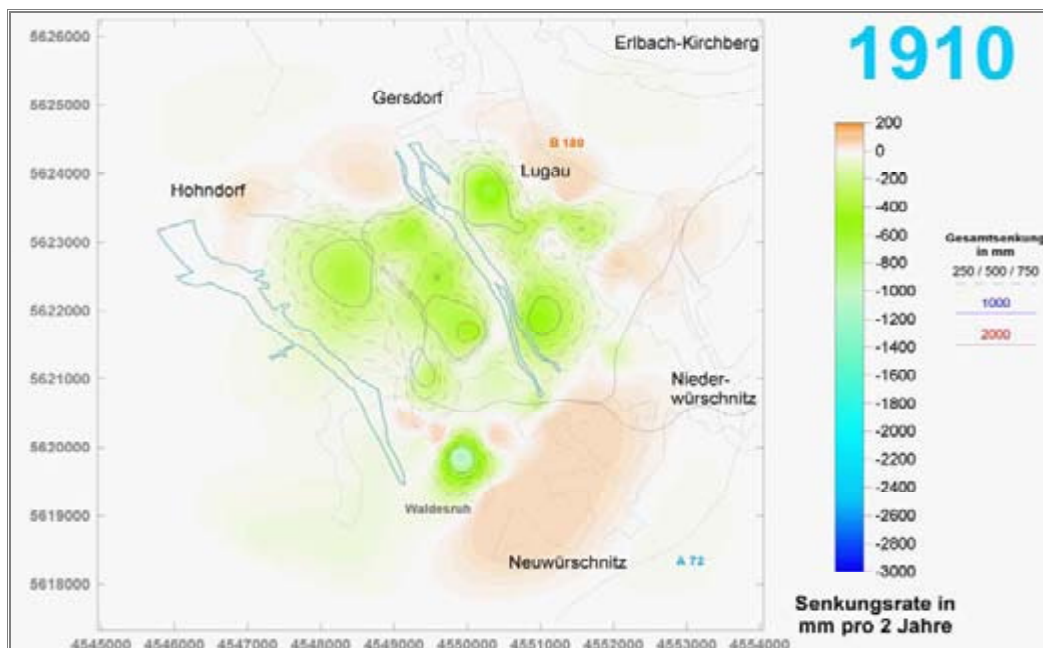 5626000
Erlbach-Kirchberg
1910
5625000
Gersdorf
B 180
Lugau
5624000
Hohndorf
5623000
5622000
5621000
Nieder-
würschnitz
5620000
5619000
Waldesruh
Neuwürschnitz
A 72
5618000
4545000 4546000 4547000 4548000 4549000 4550000 4551000 4552000 4553000 4554000
200
0
-200
-400
-600
-800
-1000
-1200
-1400
-1600
-1800
-2000
-2200
-2400
-2600
-2800
-3000
Gesamtsenkung
in mm
250 / 500 / 750
1000
2000
Senkungsrate in
mm pro 2 Jahre